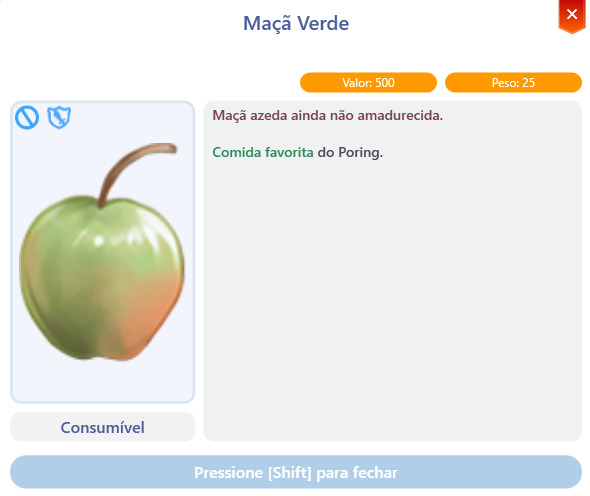 Maçã Verde
Valor: 500
Peso: 25
Maçã azeda ainda não amadurecida.
Comida favorita do Poring.
Consumível
Pressione [Shift] para fechar